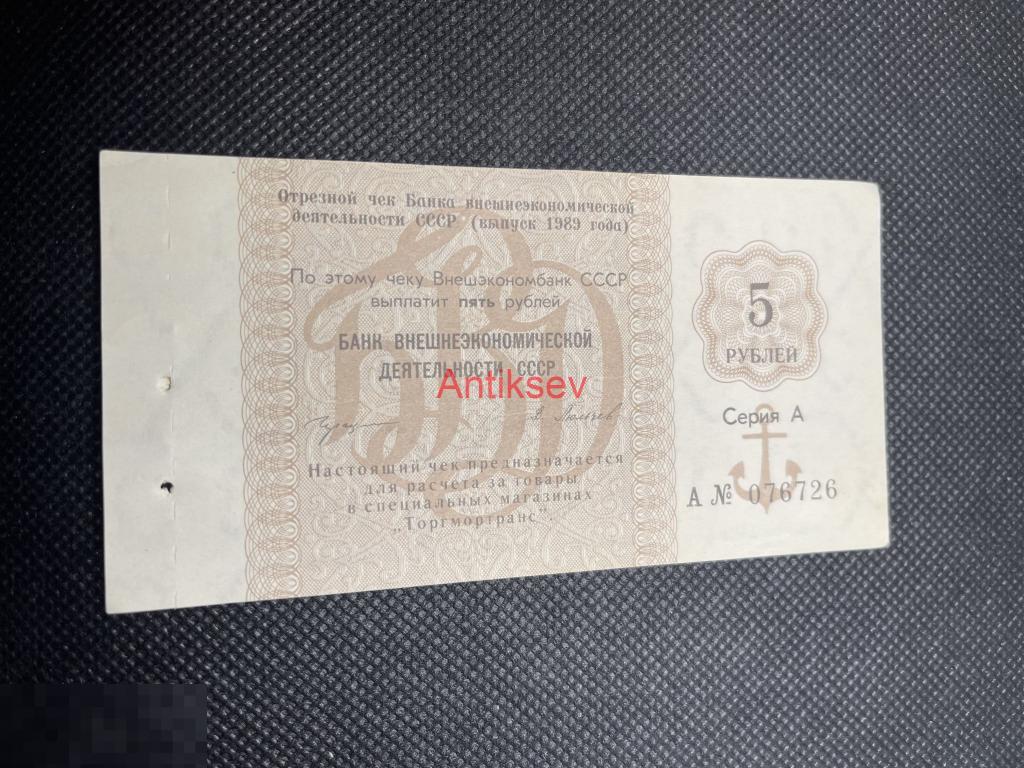 Отрезной чек Банка внешнеэкономической
деятельности СССР (выпуск 1989 года)
По этому чеку Внешэкономбанк СССР
выплатит пять рублей
БАНК ВНЕШНЕЭКОНОМИЧЕСКОЙ
ДЕЯТЕЛЬНОСТИ СССР
Antiksev
Настоящий чек предназначается
для расчета за товары
в специальных магазинах
„Торгмортранс“.
5
РУБЛЕЙ
Серия А
А № 076726